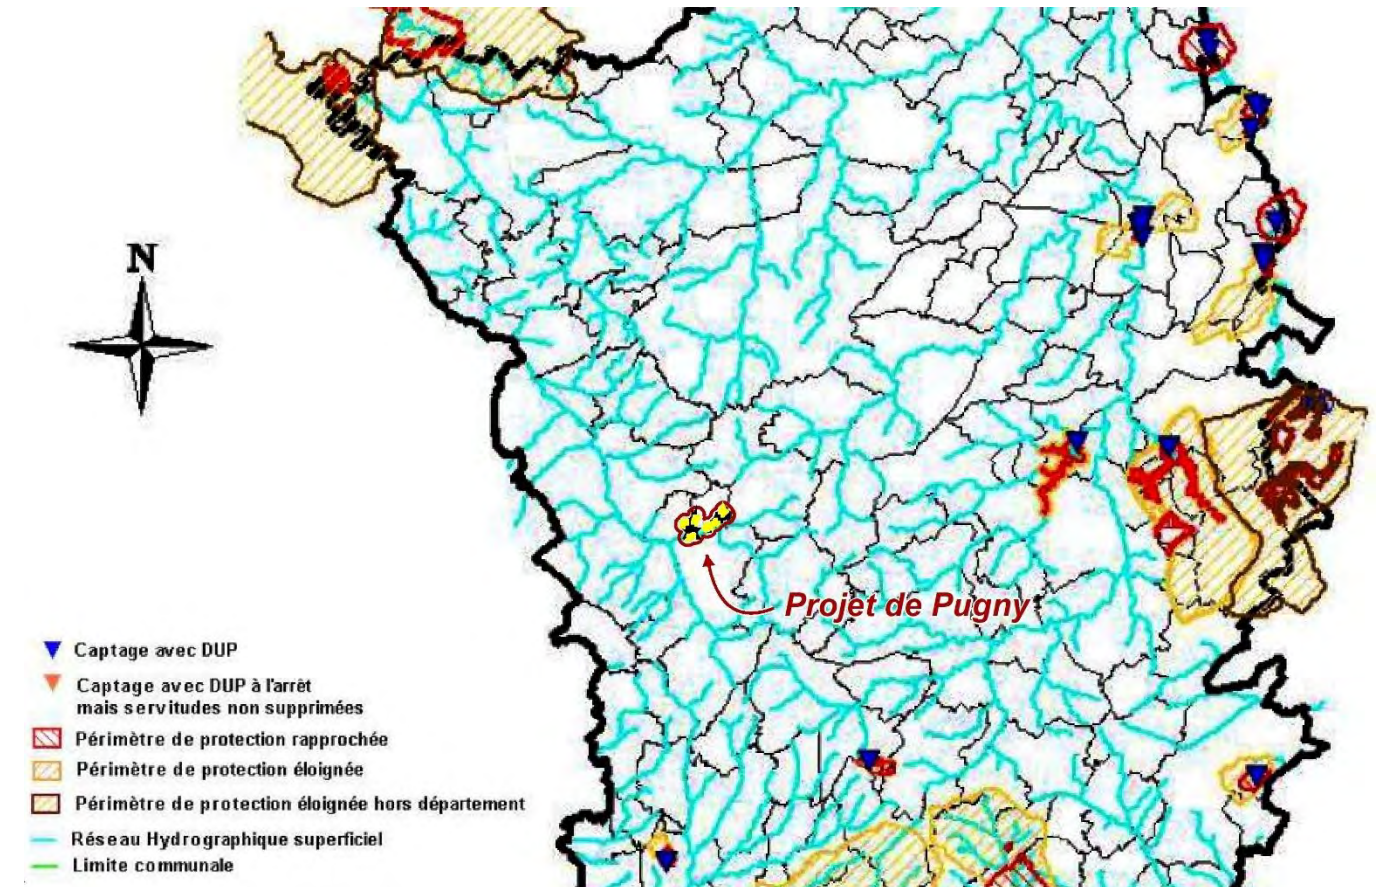 N
Projet de Pugny
Captage avec DUP
Captage avec DUP à l'arrêt
mais servitudes non supprimées
Périmètre de protection rapprochée
Périmètre de protection éloignée
Périmètre de protection éloignée hors département
Réseau Hydrographique superficiel
Limite communale